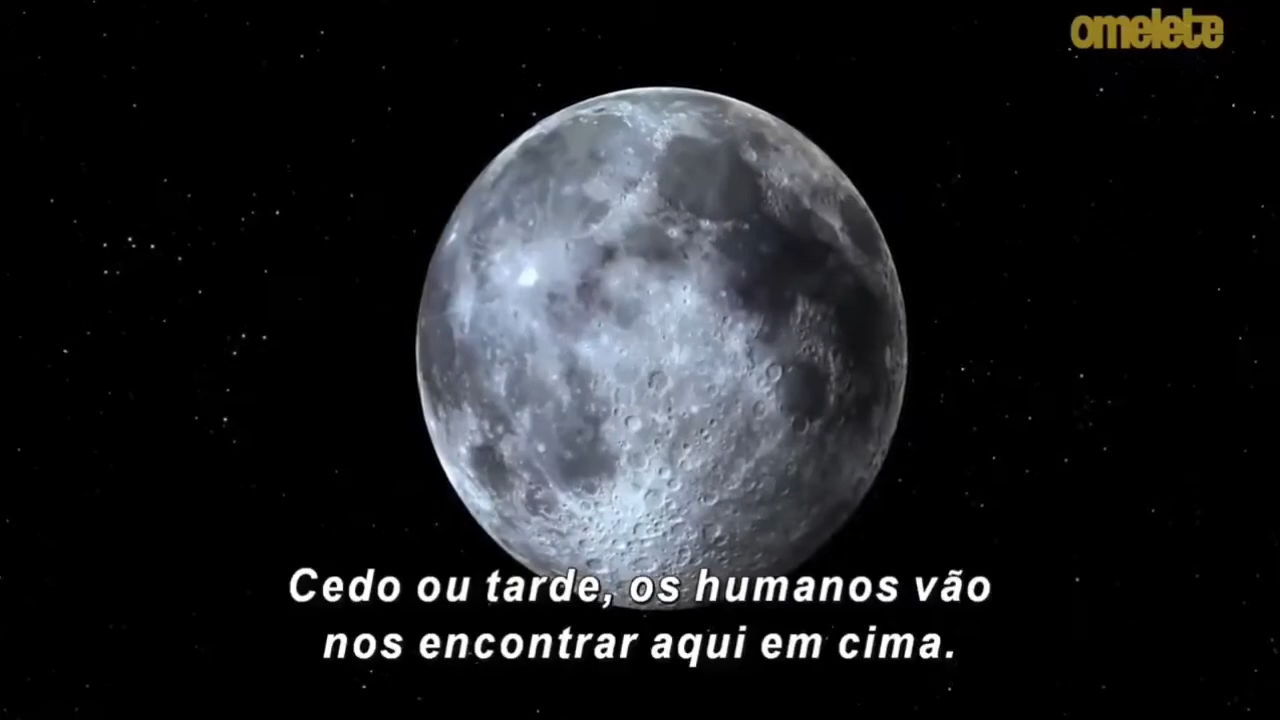 omelete
Cedo ou tarde, os humanos vão
nos encontrar aqui em cima.